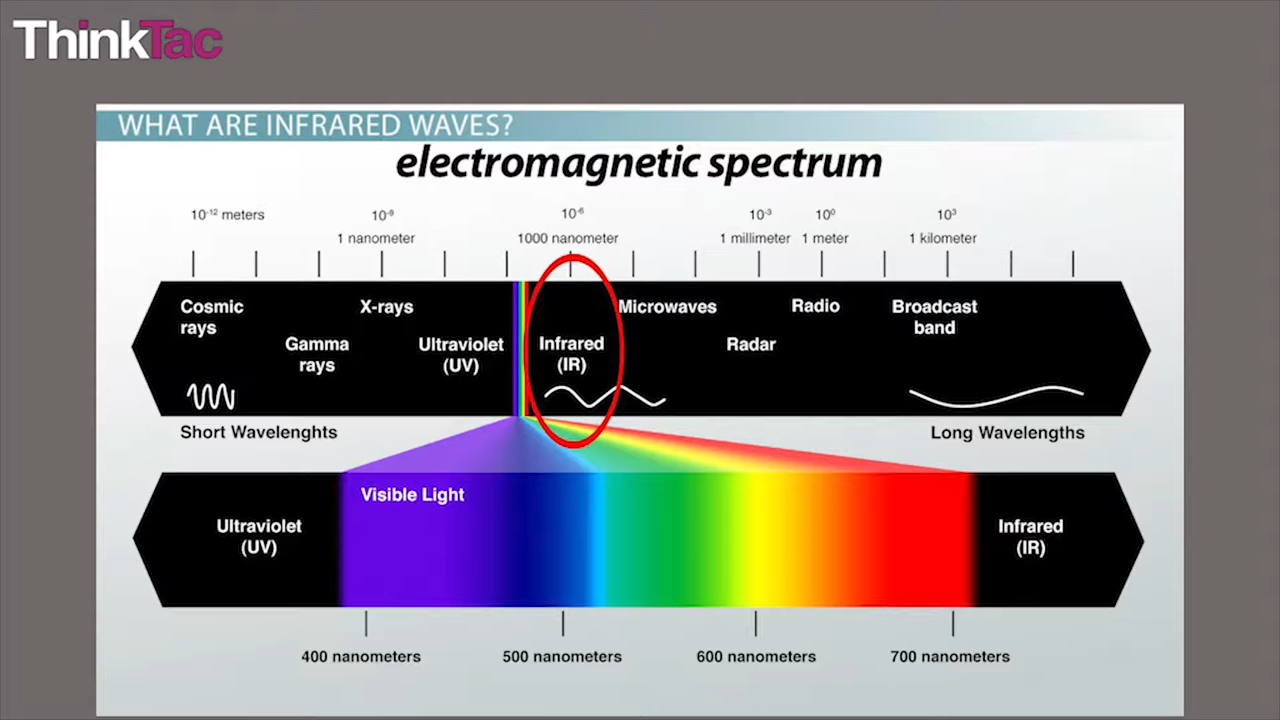 ThinkTac
WHAT ARE INFRARED WAVES?
electromagnetic spectrum
10⁻¹² meters
10⁻⁹
10⁻⁶
10⁻³
10⁰
10³
1 nanometer
1000 nanometer
1 millimeter
1 meter
1 kilometer
Cosmic
rays
Gamma
rays
X-rays
Ultraviolet
(UV)
Infrared
(IR)
Microwaves
Radar
Radio
Broadcast
band
Short Wavelenghts
Long Wavelengths
Visible Light
Ultraviolet
(UV)
Infrared
(IR)
400 nanometers
500 nanometers
600 nanometers
700 nanometers